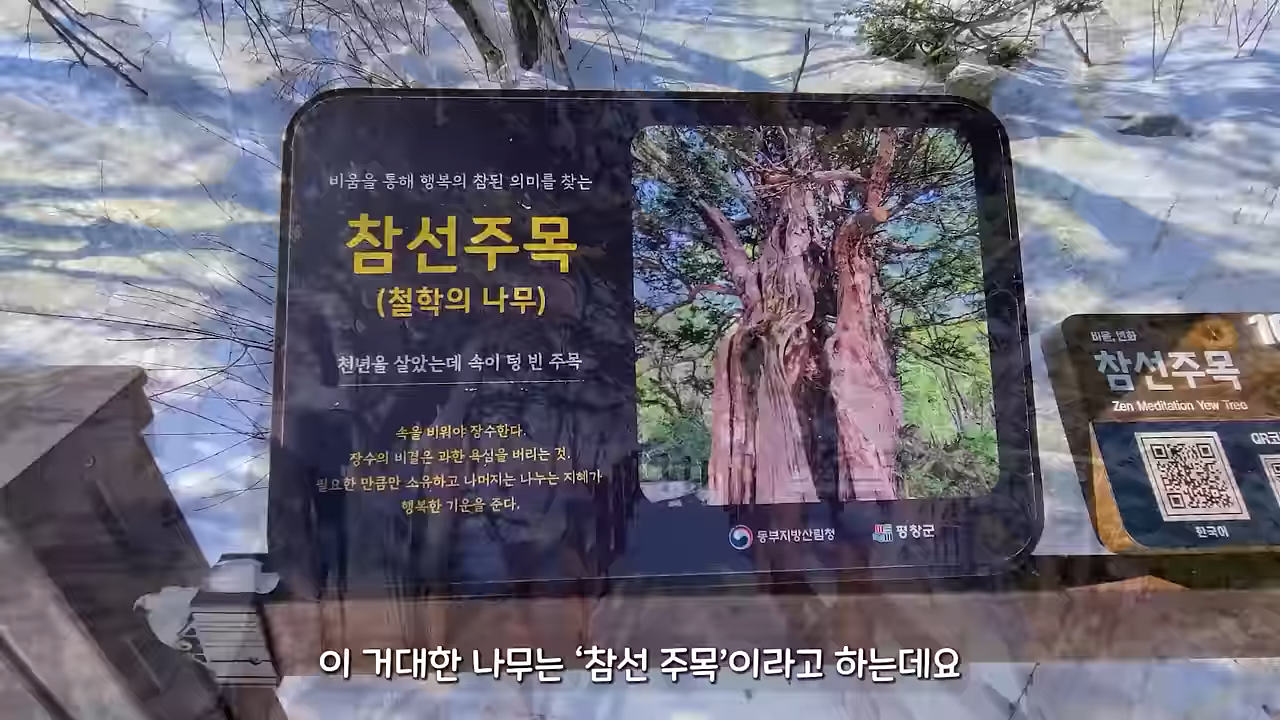 비움을 통해 행복의 참된 의미를 찾는
참선주목
(철학의 나무)
천년을 살았는데 속이 텅 빈 주목
속을 비워야 장수한다.
장수의 비결은 과한 욕심을 버리는 것.
필요한 만큼만 소유하고 나머지는 나누는 지혜가
행복한 기운을 준다.
동부지방산림청
평창군
비움, 변화
참선주목
Zen Meditation Yew Tree
한국어
이 거대한 나무는 ‘참선 주목’이라고 하는데요